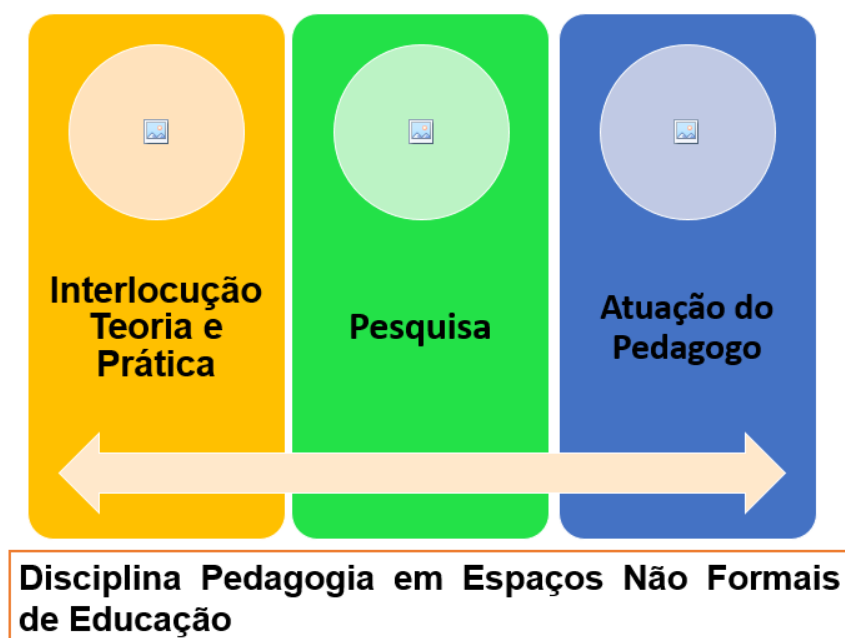 Interlocução
Teoria e
Prática
Pesquisa
Atuação do
Pedagogo
Disciplina Pedagogia em Espaços Não Formais
de Educação